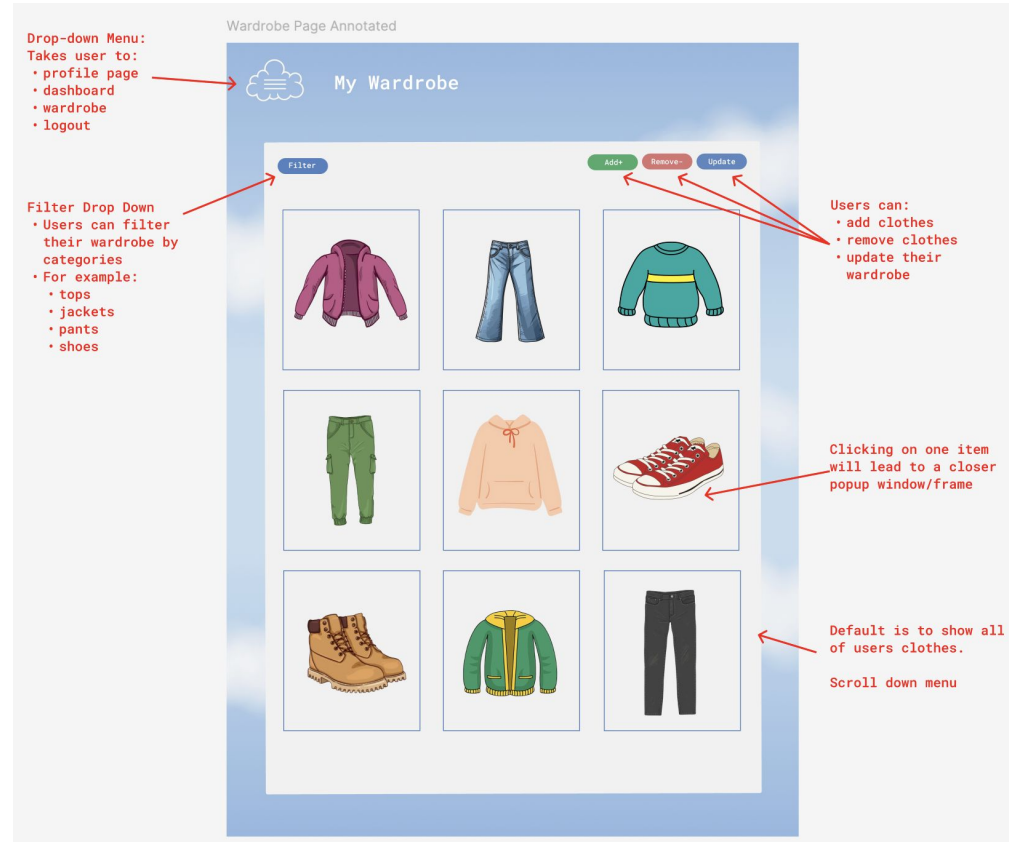 Wardrobe Page Annotated
Drop-down Menu:
Takes user to:
• profile page
• dashboard
• wardrobe
• logout
My Wardrobe
Filter
Add+
Remove-
Update
Filter Drop Down
• Users can filter
their wardrobe by
categories
• For example:
• tops
• jackets
• pants
• shoes
Users can:
• add clothes
• remove clothes
• update their
wardrobe
Clicking on one item
will lead to a closer
popup window/frame
Default is to show all
of users clothes.
Scroll down menu